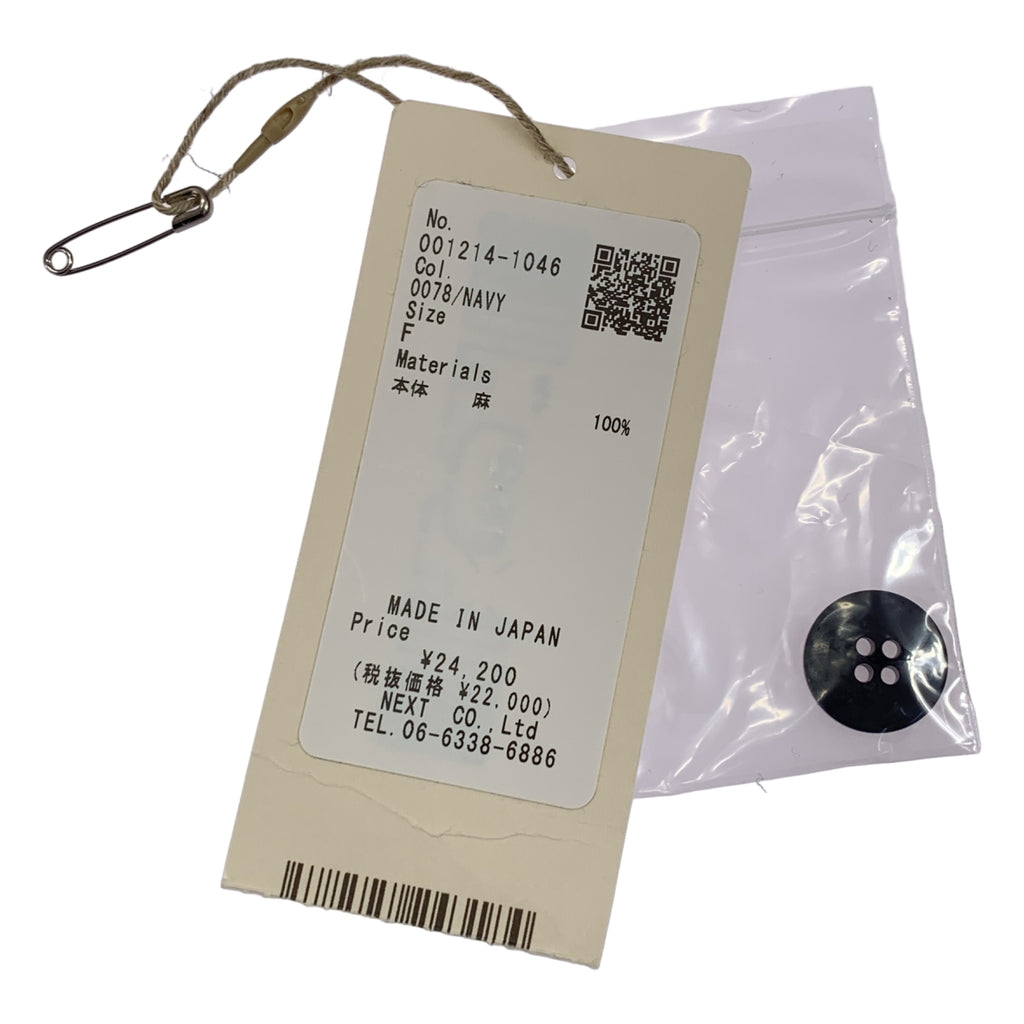 No.
001214-1046
Col.
0078/NAVY
Size
F
Materials
本体 麻
100%
MADE IN JAPAN
Price
¥24,200
(税抜価格 ¥22,000)
NEXT CO.,Ltd
TEL.06-6338-6886